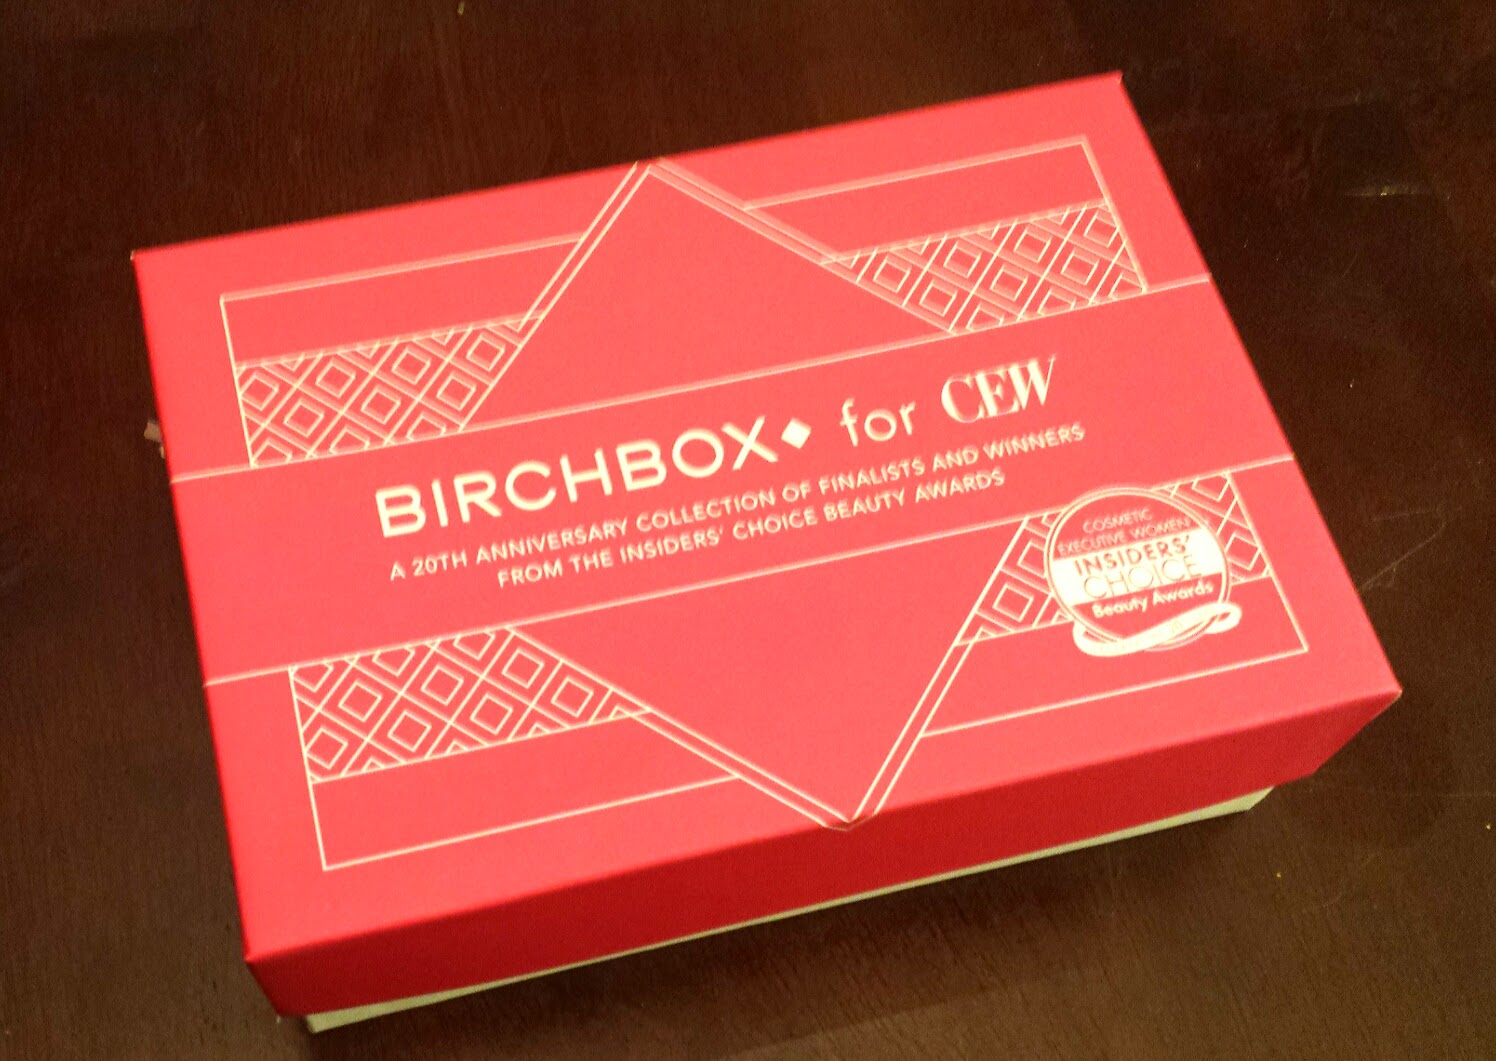 BIRCHBOX for CEW
A 20TH ANNIVERSARY COLLECTION OF FINALISTS AND WINNERS
FROM THE INSIDERS' CHOICE BEAUTY AWARDS
COSMETIC
EXECUTIVE WOMEN
INSIDERS'
CHOICE
Beauty Awards